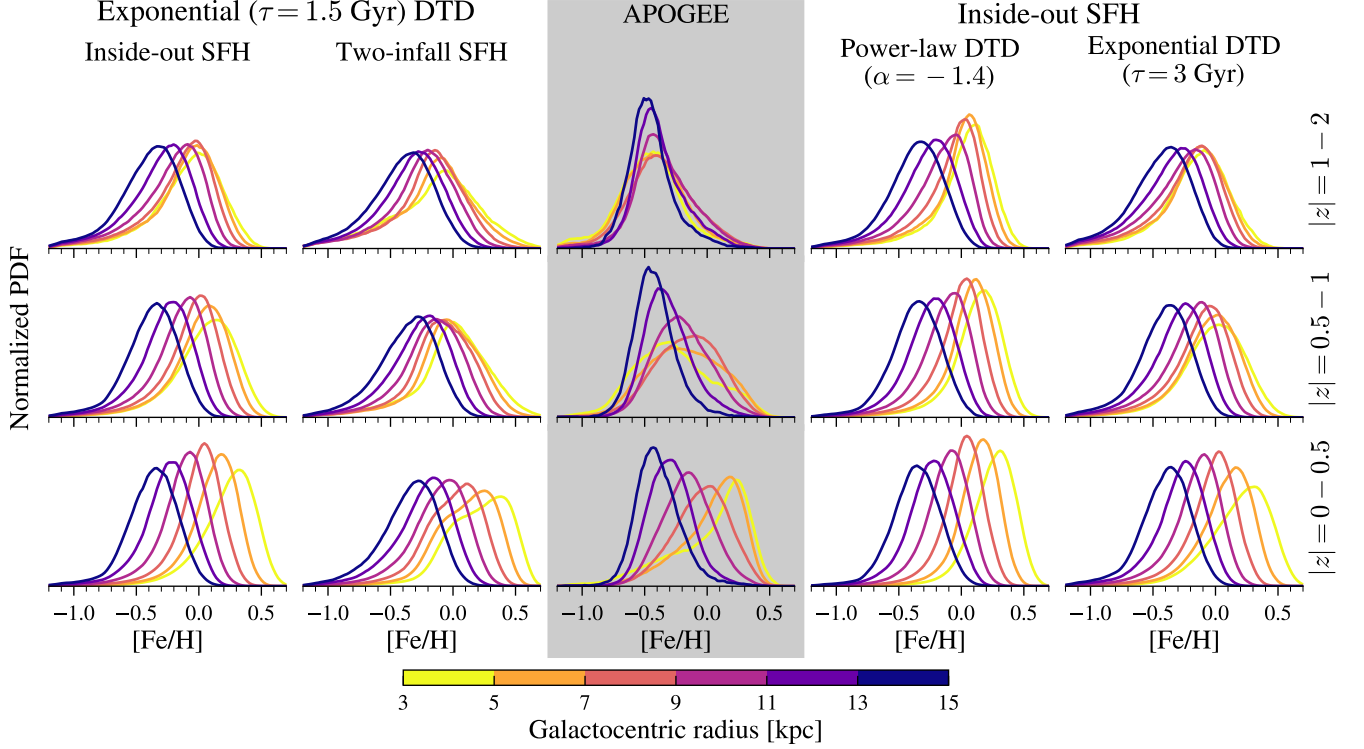 Exponential (τ = 1.5 Gyr) DTD
APOGEE
Inside-out SFH
Inside-out SFH
Two-infall SFH
Power-law DTD
(α = −1.4)
Exponential DTD
(τ = 3 Gyr)
Normalized PDF
|z| = 1 − 2
|z| = 0.5 − 1
|z| = 0 − 0.5
−1.0 −0.5 0.0 0.5
−1.0 −0.5 0.0 0.5
−1.0 −0.5 0.0 0.5
−1.0 −0.5 0.0 0.5
−1.0 −0.5 0.0 0.5
[Fe/H]
[Fe/H]
[Fe/H]
[Fe/H]
[Fe/H]
3 5 7 9 11 13 15
Galactocentric radius [kpc]